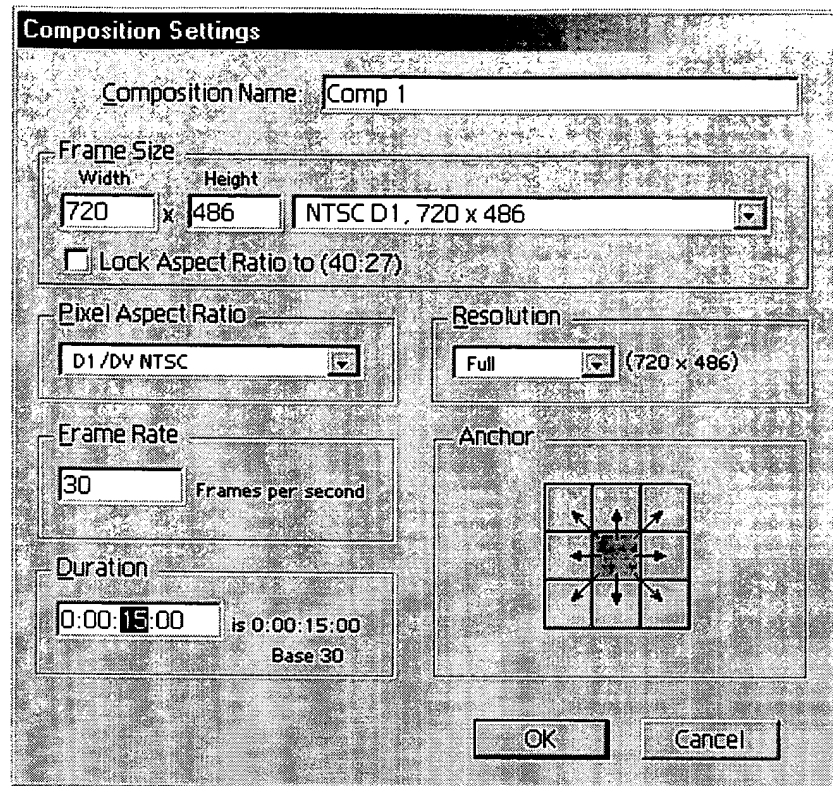 Composition Settings
Composition Name: Comp 1
Frame Size
Width Height
720 x 486 NTSC D1, 720 x 486
Lock Aspect Ratio to (40:27)
Pixel Aspect Ratio
D1/DV NTSC
Resolution
Full (720 x 486)
Frame Rate
30 Frames per second
Anchor
Duration
0:00:15:00 is 0:00:15:00
Base 30
OK Cancel